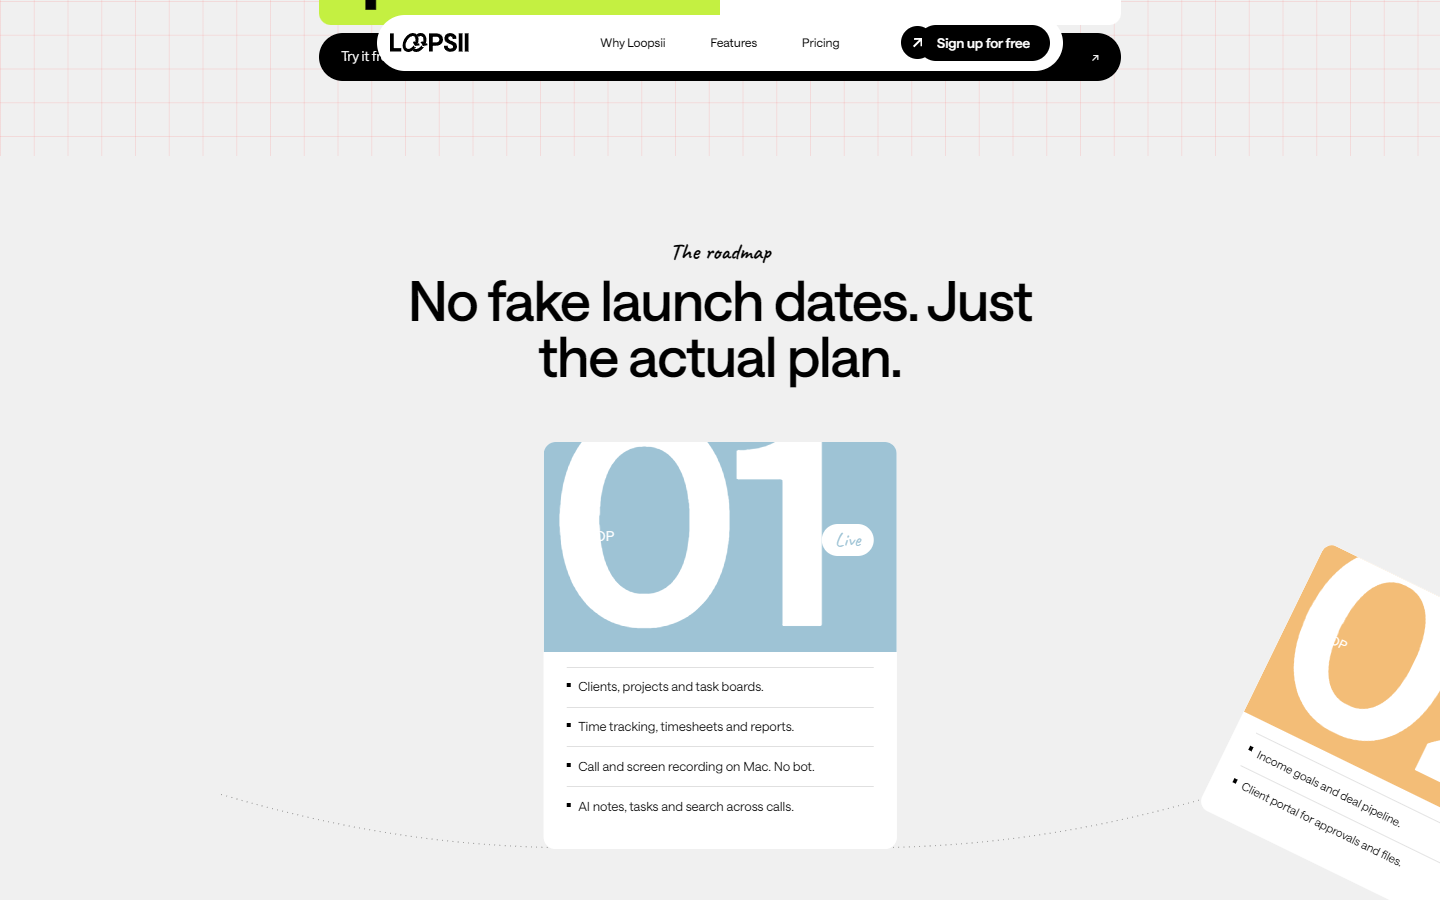 Try it
LOOPSII
Why Loopsii
Features
Pricing
Sign up for free
The roadmap
No fake launch dates. Just
the actual plan.
01
OP
Live
Clients, projects and task boards.
Time tracking, timesheets and reports.
Call and screen recording on Mac. No bot.
AI notes, tasks and search across calls.
OP
Income goals and deal pipeline.
Client portal for approvals and files.